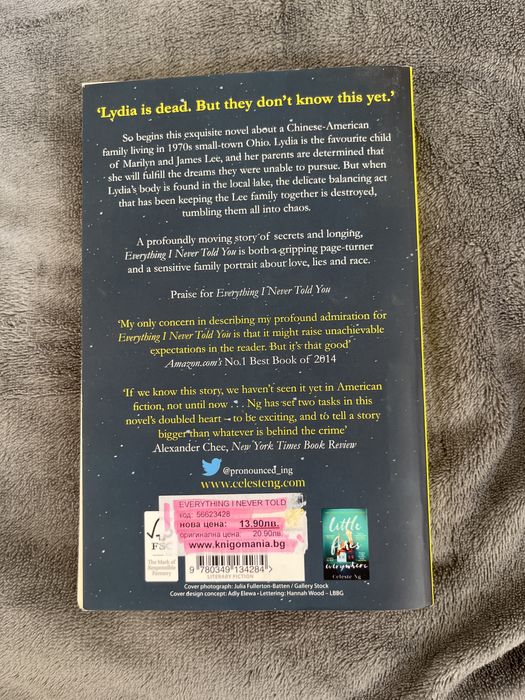 ‘Lydia is dead. But they don’t know this yet.’
So begins this exquisite novel about a Chinese-American
family living in 1970s small-town Ohio. Lydia is the favourite child
of Marilyn and James Lee, and her parents are determined that
she will fulfill the dreams they were unable to pursue. But when
Lydia’s body is found in the local lake, the delicate balancing act
that has been keeping the Lee family together is destroyed,
tumbling them all into chaos.
A profoundly moving story of secrets and longing,
Everything I Never Told You is both a gripping page-turner
and a sensitive family portrait about love, lies and race.
Praise for Everything I Never Told You
‘My only concern in describing my profound admiration for
Everything I Never Told You is that it might raise unachievable
expectations in the reader. But it’s that good’
Amazon.com’s No.1 Best Book of 2014
‘If we know this story, we haven’t seen it yet in American
fiction, not until now . . . Ng has set two tasks in this
novel’s doubled heart – to be exciting, and to tell a story
bigger than whatever is behind the crime’
Alexander Chee, New York Times Book Review
@pronounced_ing
www.celesteng.com
EVERYTHING I NEVER TOLD
код: 56623428
нова цена: 13.90лв.
оригинална цена: 20.90лв.
www.knigomania.bg
FSC
The Mark of
Responsible
Forestry
9 780349 134284 >
LITERARY FICTION
little
fires
everywhere
Celeste Ng
Cover photograph: Julia Fullerton-Batten / Gallery Stock
Cover design concept: Adly Elewa • Lettering: Hannah Wood – LBBG